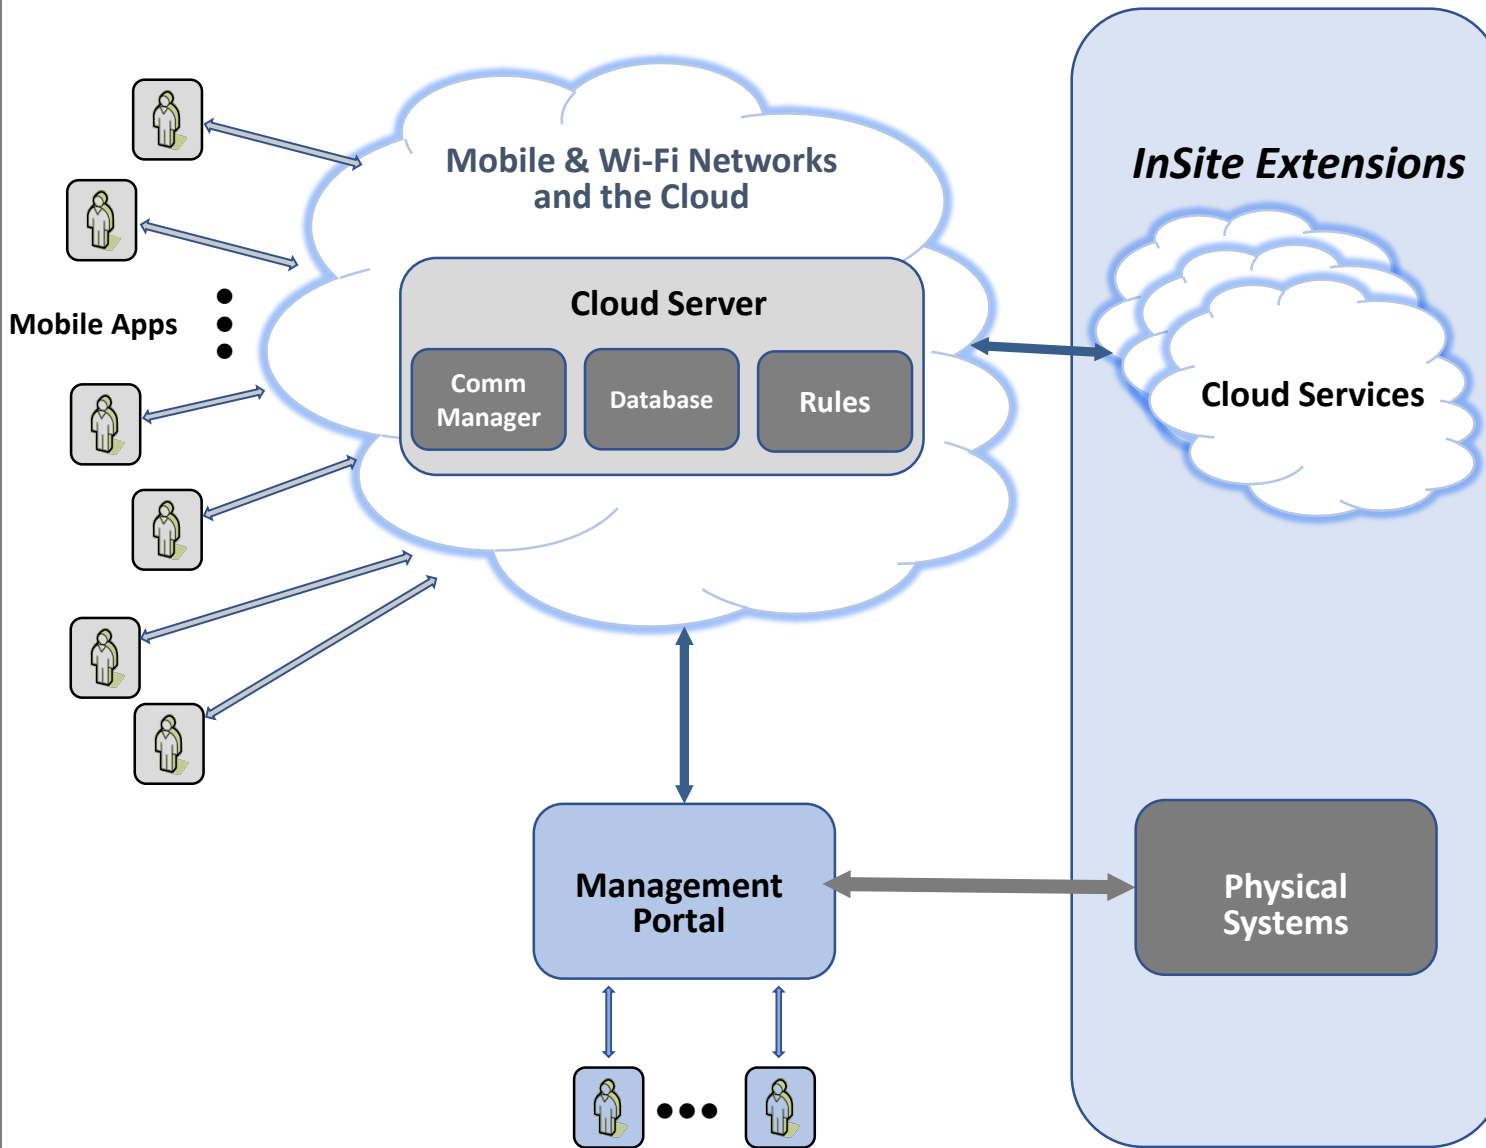 Mobile & Wi-Fi Networks
and the Cloud
InSite Extensions
Cloud Server
Mobile Apps
Comm
Manager
Database
Rules
Cloud Services
Management
Portal
Physical
Systems